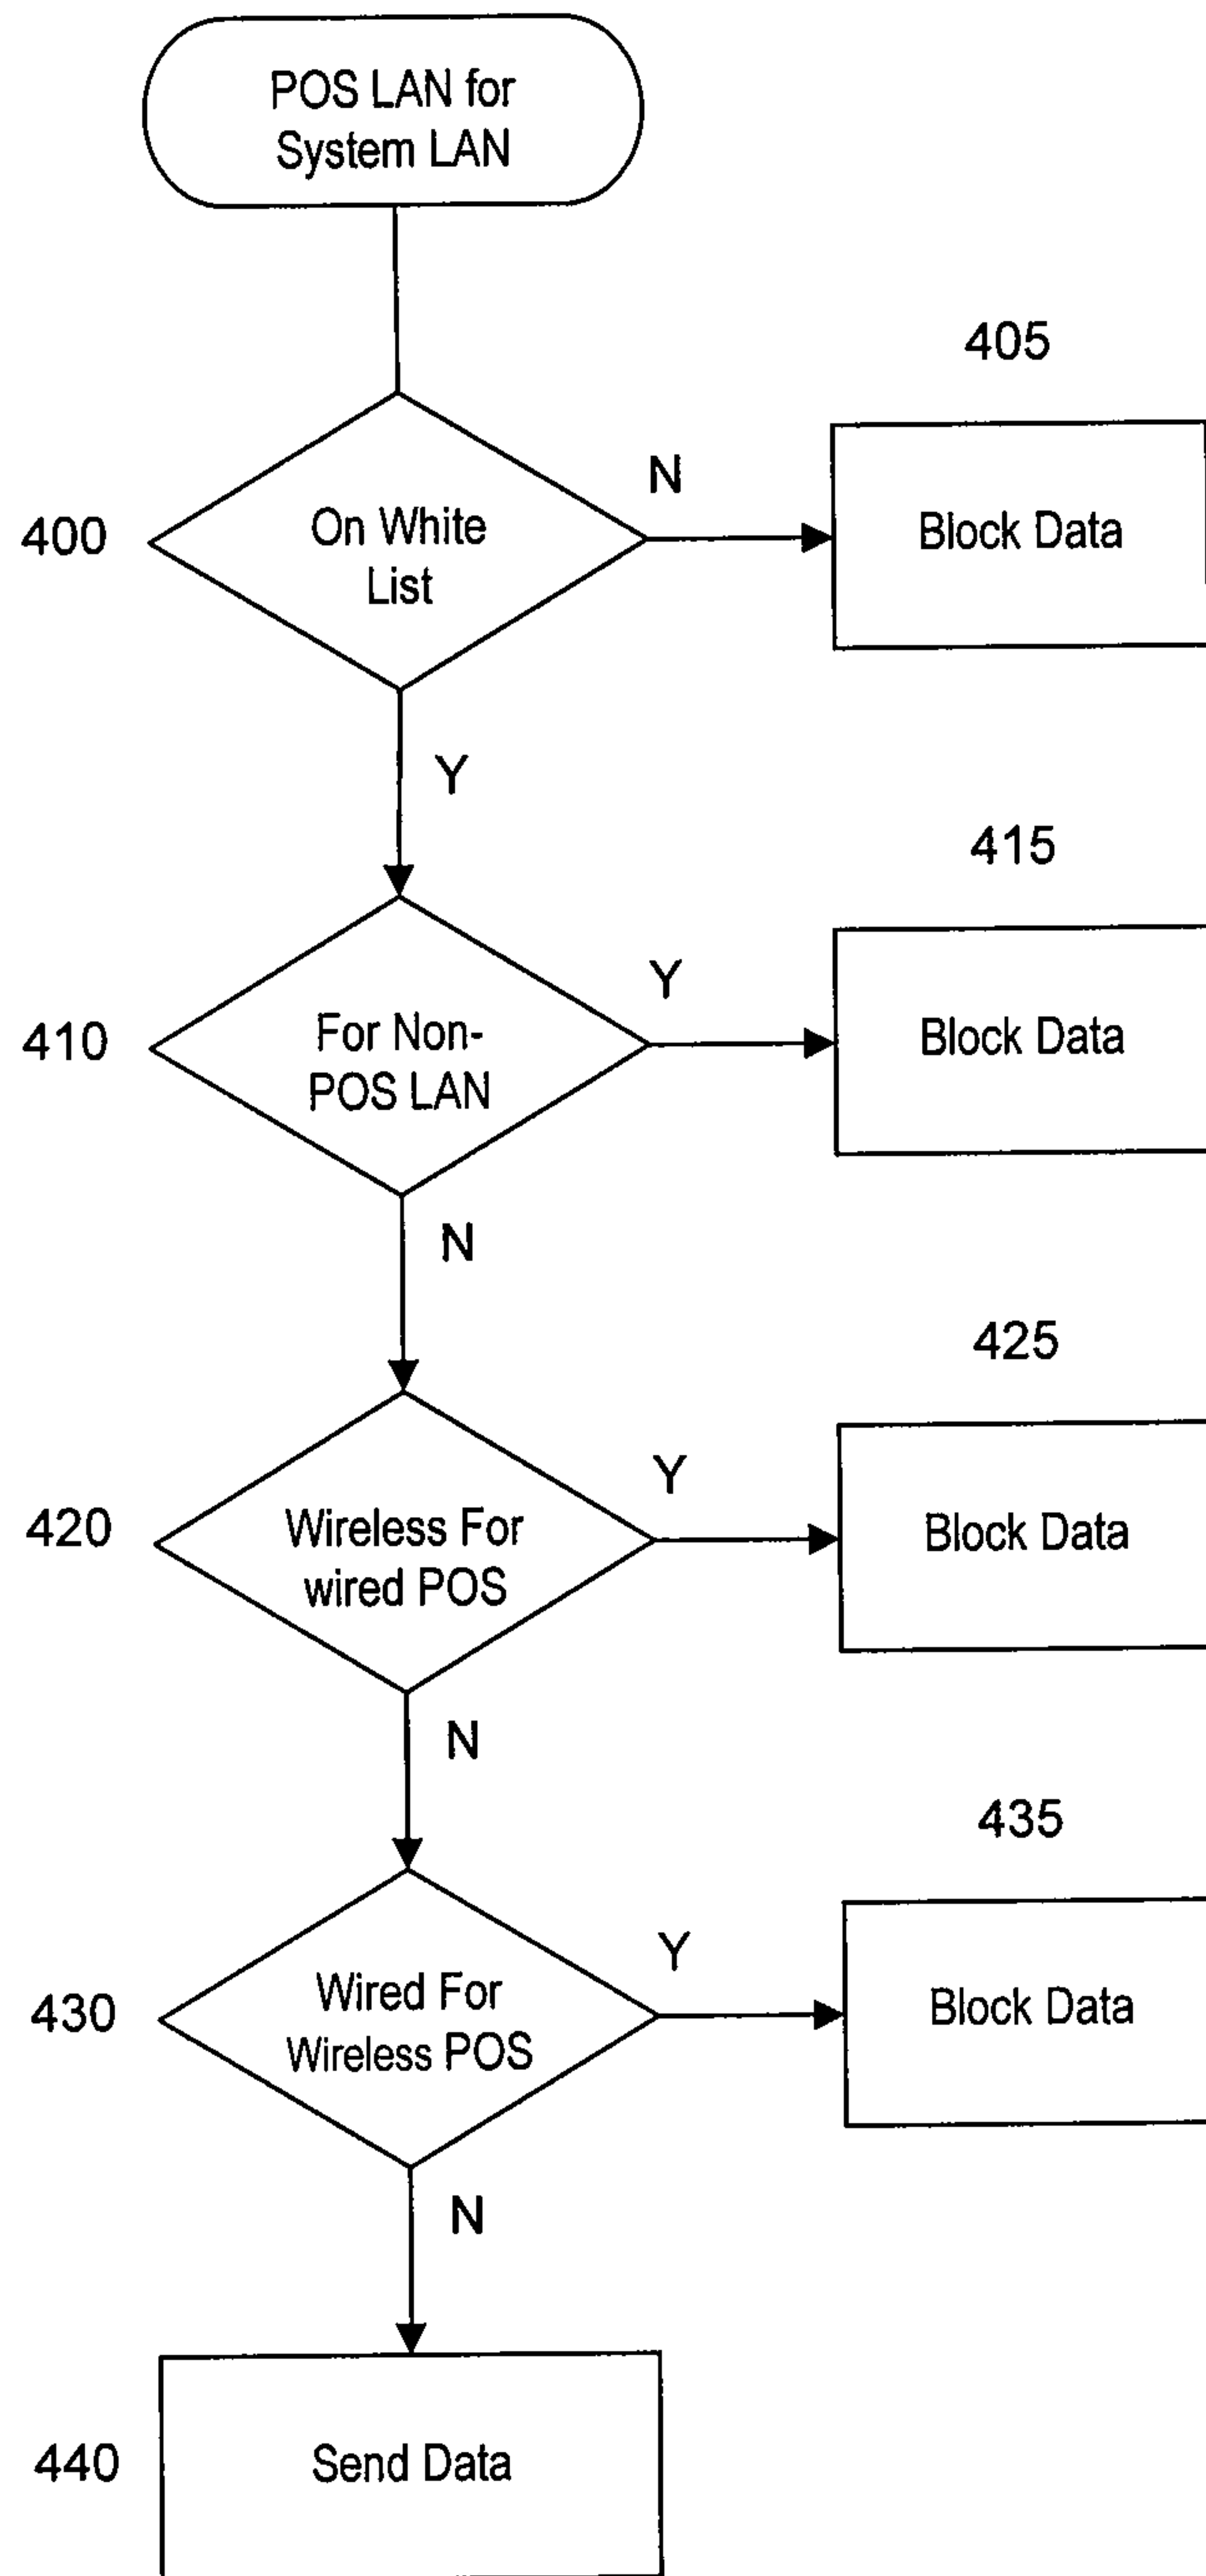 POS LAN for
System LAN
405
400
On White
List
N
Block Data
Y
415
410
For Non-
POS LAN
Y
Block Data
N
425
420
Wireless For
wired POS
Y
Block Data
N
435
430
Wired For
Wireless POS
Y
Block Data
N
440
Send Data